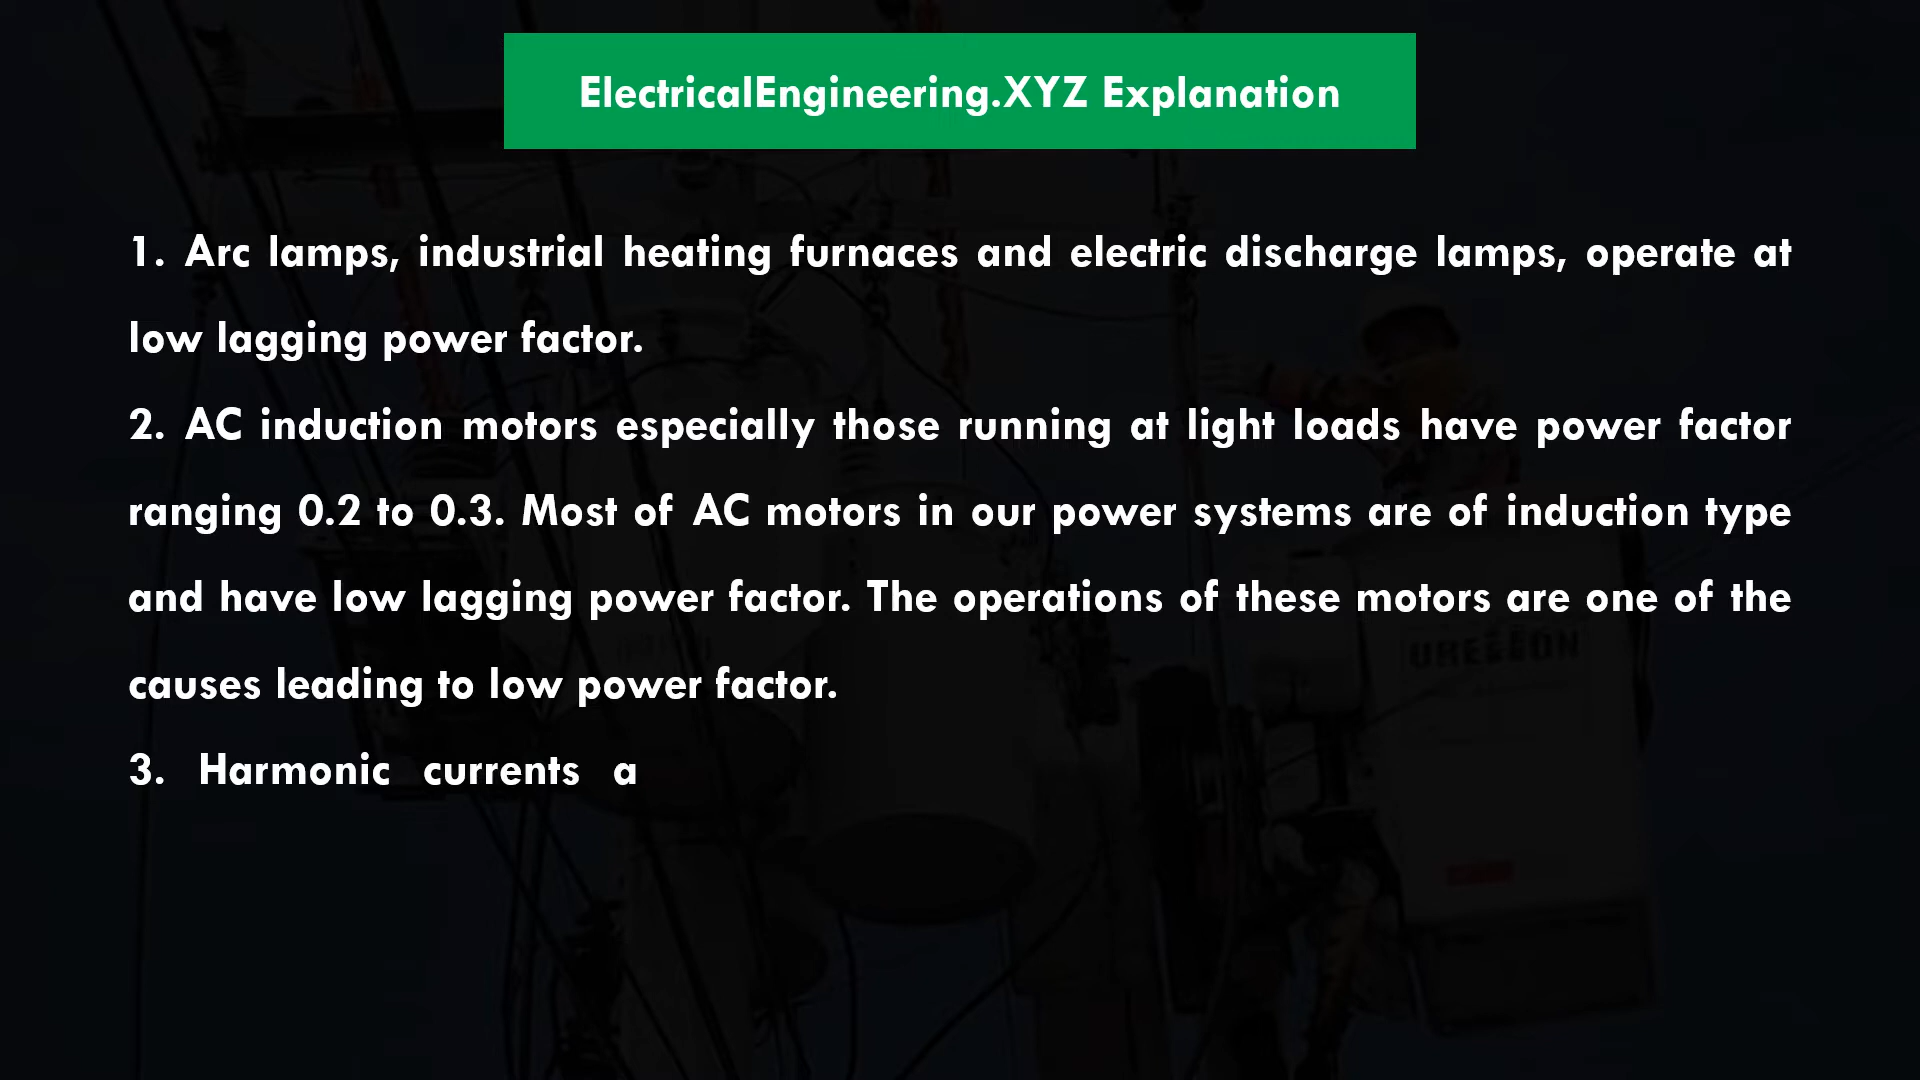 ElectricalEngineering.XYZ Explanation
1. Arc lamps, industrial heating furnaces and electric discharge lamps, operate at
low lagging power factor.
2. AC induction motors especially those running at light loads have power factor
ranging 0.2 to 0.3. Most of AC motors in our power systems are of induction type
and have low lagging power factor. The operations of these motors are one of the
causes leading to low power factor.
3. Harmonic currents a